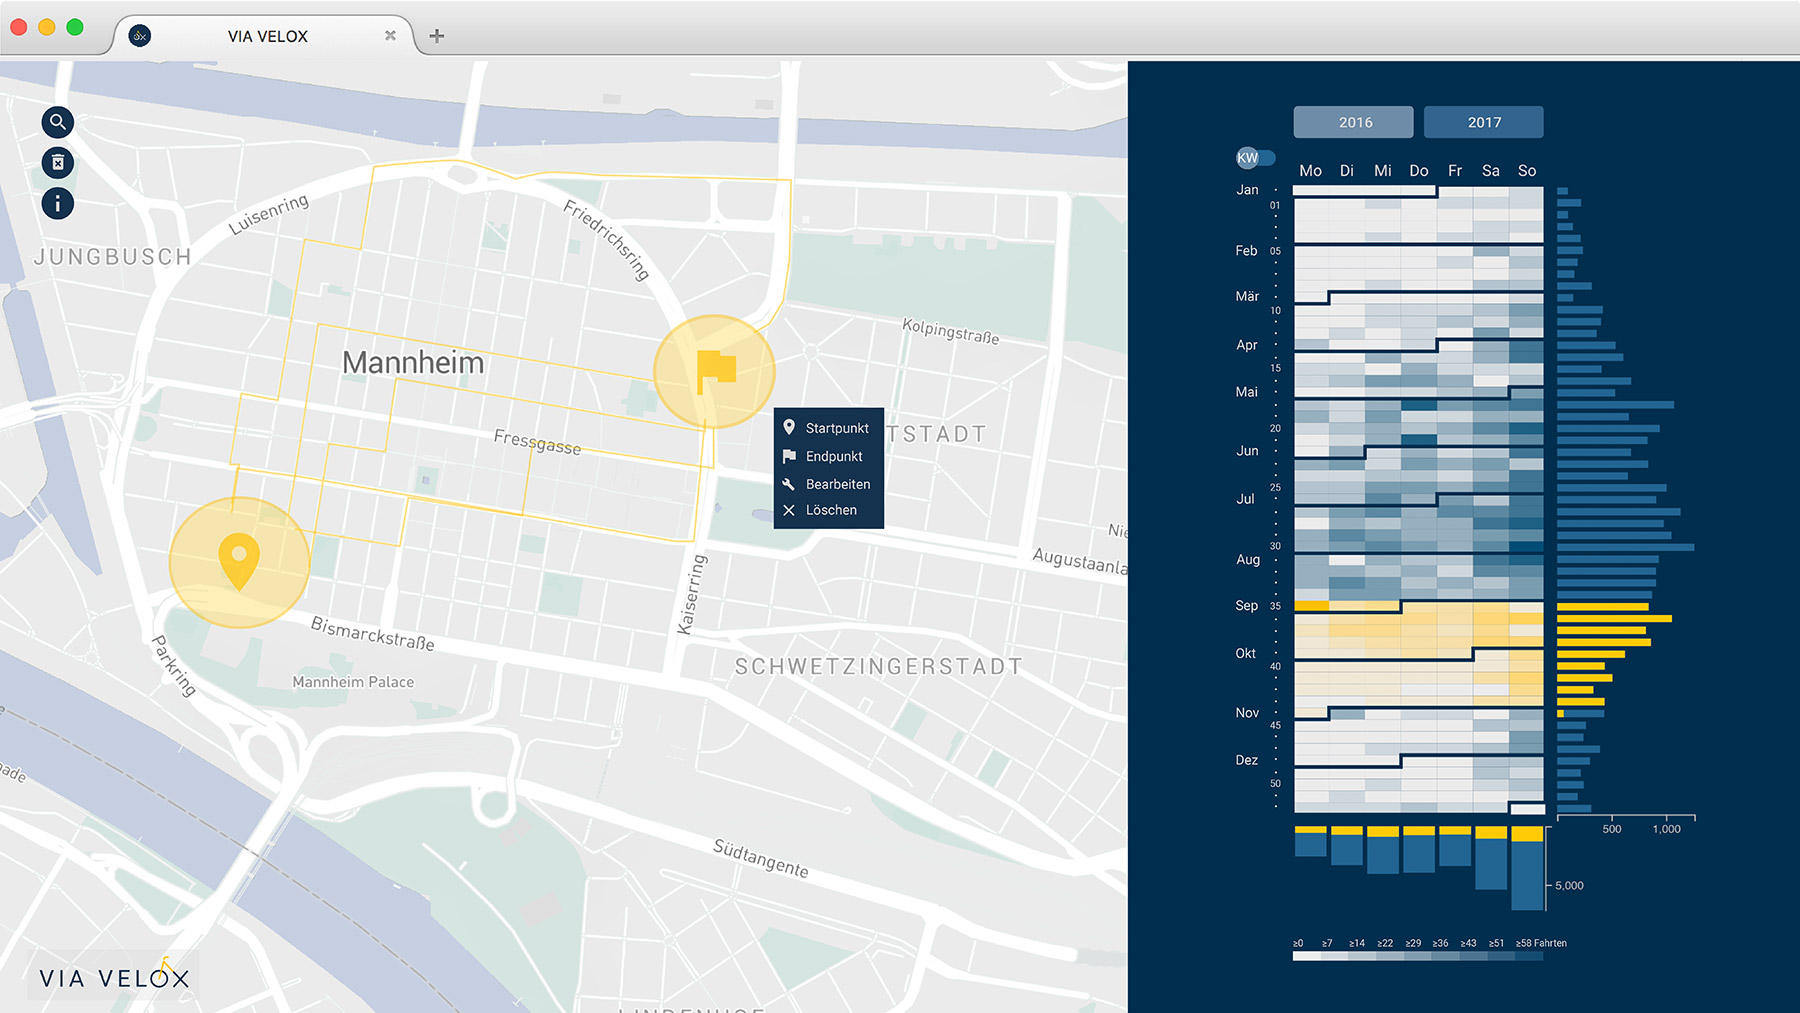 VIA VELOX
Luisenring
Friedrichsring
JUNGBUSCH
Kolpingstraße
Mannheim
Fressgasse
TSTADT
Startpunkt
Endpunkt
Bearbeiten
Löschen
Nie
Augustaanla
Kaiserring
Bismarckstraße
Parkring
SCHWETZINGERSTADT
Mannheim Palace
nade
Südtangente
VIA VELOX
LINDENHOF
2016 2017
KW
Mo Di Mi Do Fr Sa So
Jan
01
Feb 05
Mär
10
Apr
15
Mai
20
Jun
25
Jul
30
Aug
Sep 35
Okt
40
Nov
45
Dez
50
500 1,000
5,000
≥0 ≥7 ≥14 ≥22 ≥29 ≥36 ≥43 ≥51 ≥58 Fahrten